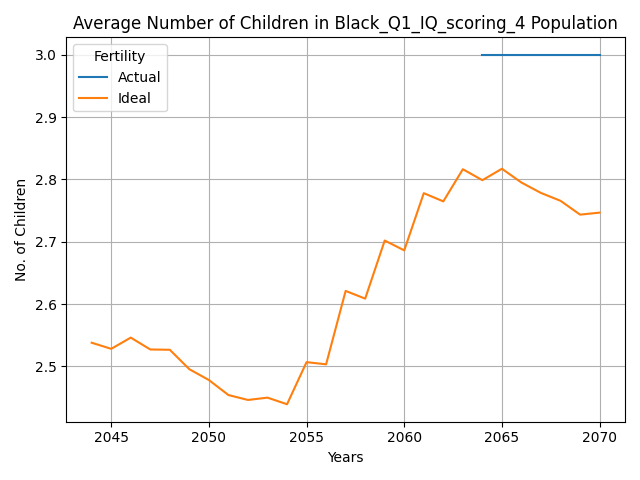 Average Number of Children in Black_Q1_IQ_scoring_4 Population
3.0
2.9
2.8
2.7
2.6
2.5
No. of Children
Fertility
Actual
Ideal
2045
2050
2055
2060
2065
2070
Years